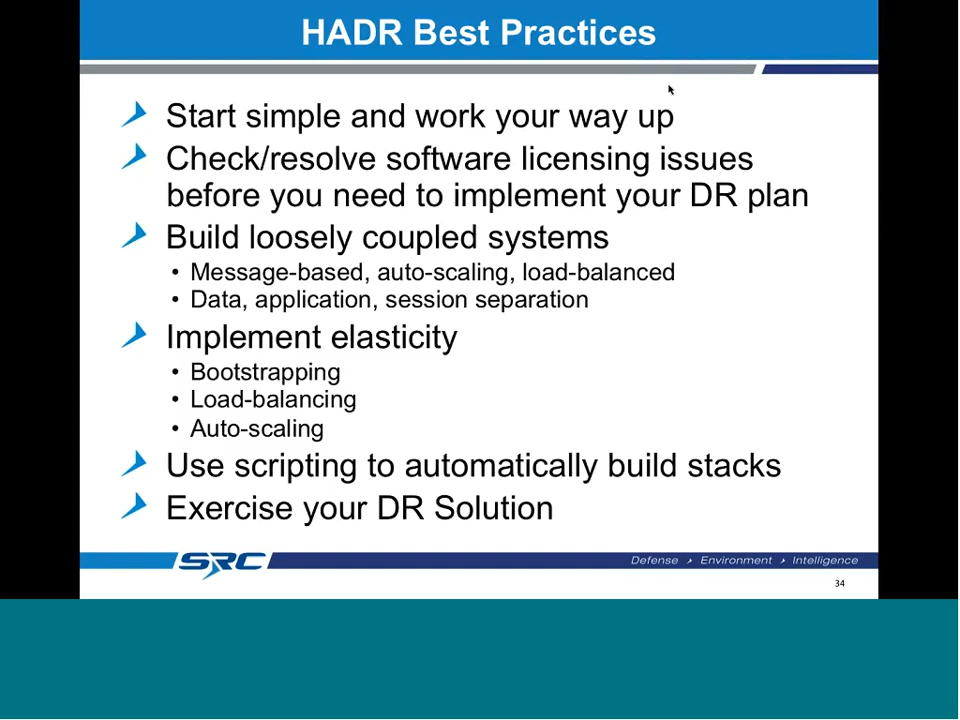 HADR Best Practices
Start simple and work your way up
Check/resolve software licensing issues
before you need to implement your DR plan
Build loosely coupled systems
• Message-based, auto-scaling, load-balanced
• Data, application, session separation
Implement elasticity
• Bootstrapping
• Load-balancing
• Auto-scaling
Use scripting to automatically build stacks
Exercise your DR Solution
SRC
Defense Environment Intelligence
34